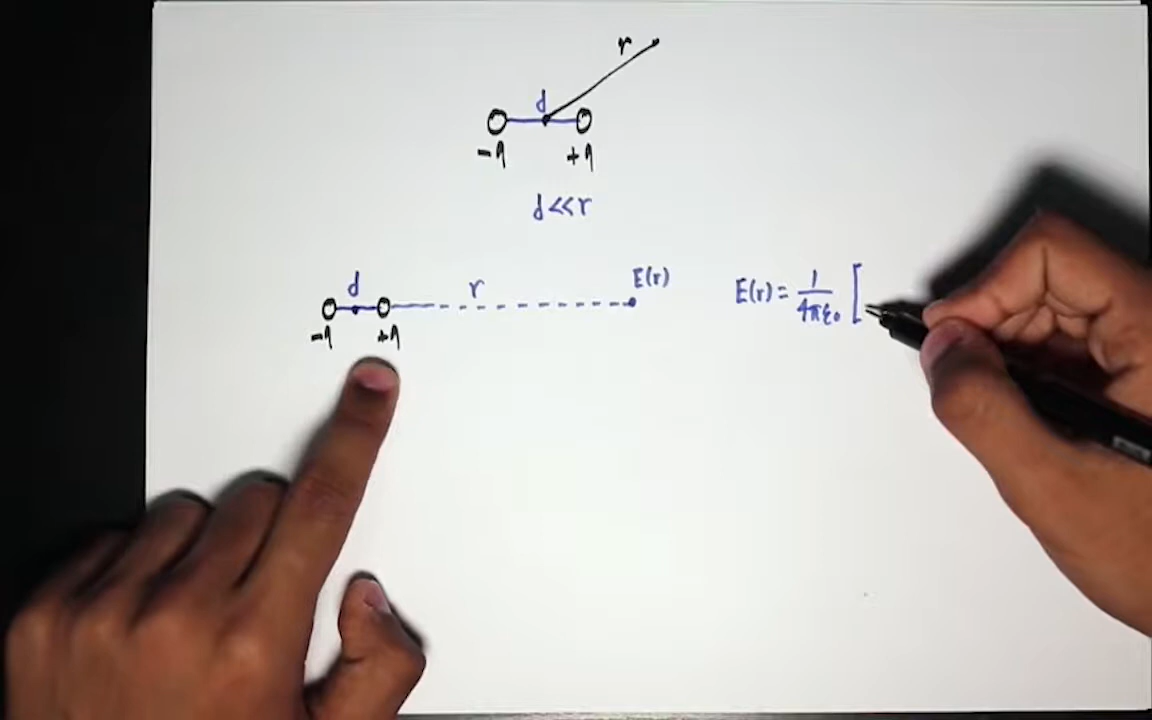 r
d
-q +q
d<<r
d r E(r)
-q +q
E(r) = 1/4πε₀ [